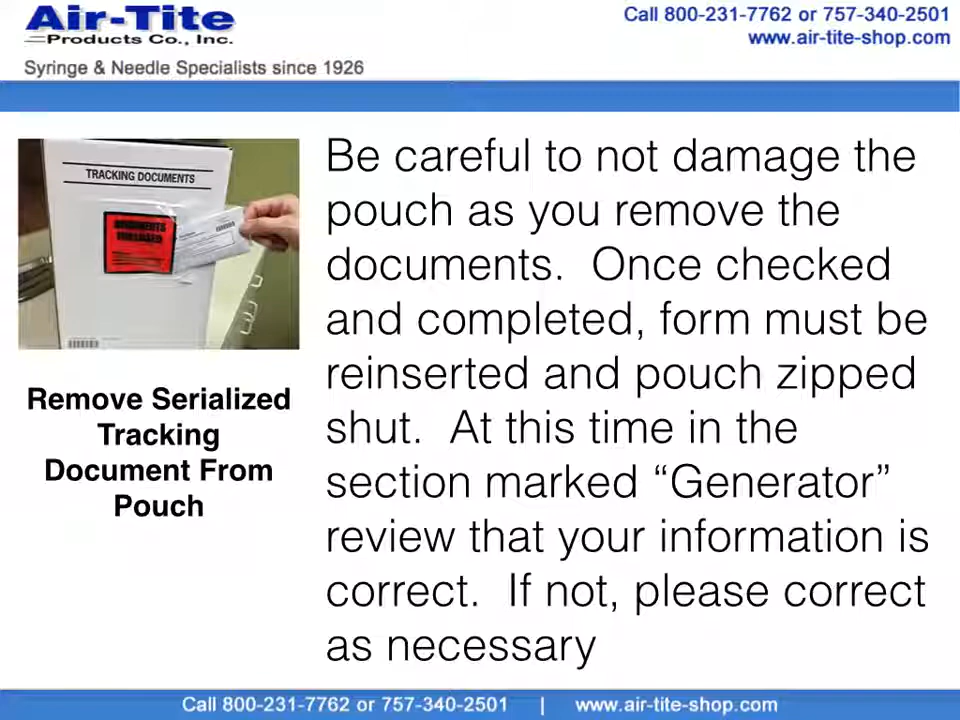 Air-Tite
Products Co., Inc.
Syringe & Needle Specialists since 1926
Call 800-231-7762 or 757-340-2501
www.air-tite-shop.com
TRACKING DOCUMENTS
Remove Serialized
Tracking
Document From
Pouch
Be careful to not damage the
pouch as you remove the
documents.  Once checked
and completed, form must be
reinserted and pouch zipped
shut.  At this time in the
section marked “Generator”
review that your information is
correct.  If not, please correct
as necessary
Call 800-231-7762 or 757-340-2501 | www.air-tite-shop.com